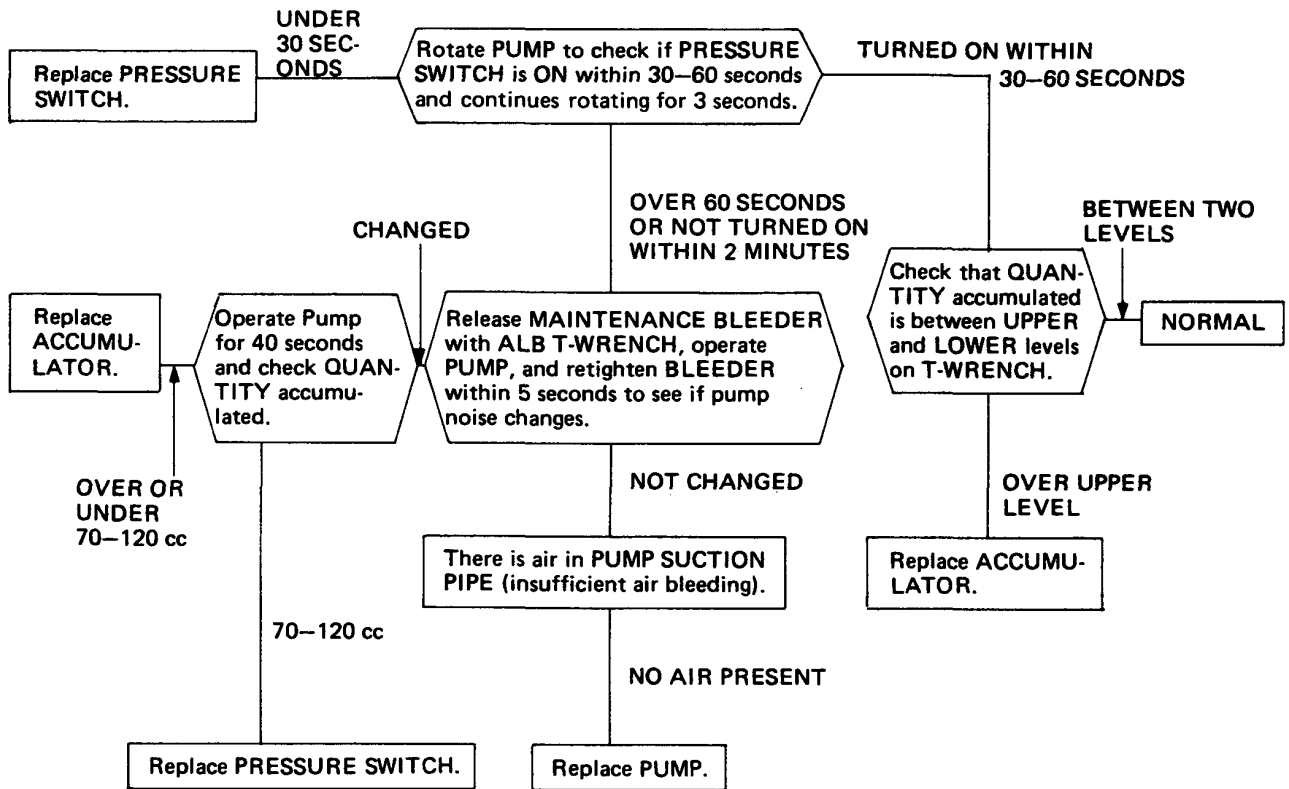 UNDER
30 SEC-
ONDS
Replace PRESSURE
SWITCH.
Rotate PUMP to check if PRESSURE
SWITCH is ON within 30–60 seconds
and continues rotating for 3 seconds.
TURNED ON WITHIN
30–60 SECONDS
OVER 60 SECONDS
OR NOT TURNED ON
WITHIN 2 MINUTES
CHANGED
BETWEEN TWO
LEVELS
Replace
ACCUMU-
LATOR.
Operate Pump
for 40 seconds
and check QUAN-
TITY accumu-
lated.
Release MAINTENANCE BLEEDER
with ALB T-WRENCH, operate
PUMP, and retighten BLEEDER
within 5 seconds to see if pump
noise changes.
Check that QUAN-
TITY accumulated
is between UPPER
and LOWER levels
on T-WRENCH.
NORMAL
OVER OR
UNDER
70–120 cc
NOT CHANGED
OVER UPPER
LEVEL
There is air in PUMP SUCTION
PIPE (insufficient air bleeding).
Replace ACCUMU-
LATOR.
70–120 cc
NO AIR PRESENT
Replace PRESSURE SWITCH.
Replace PUMP.